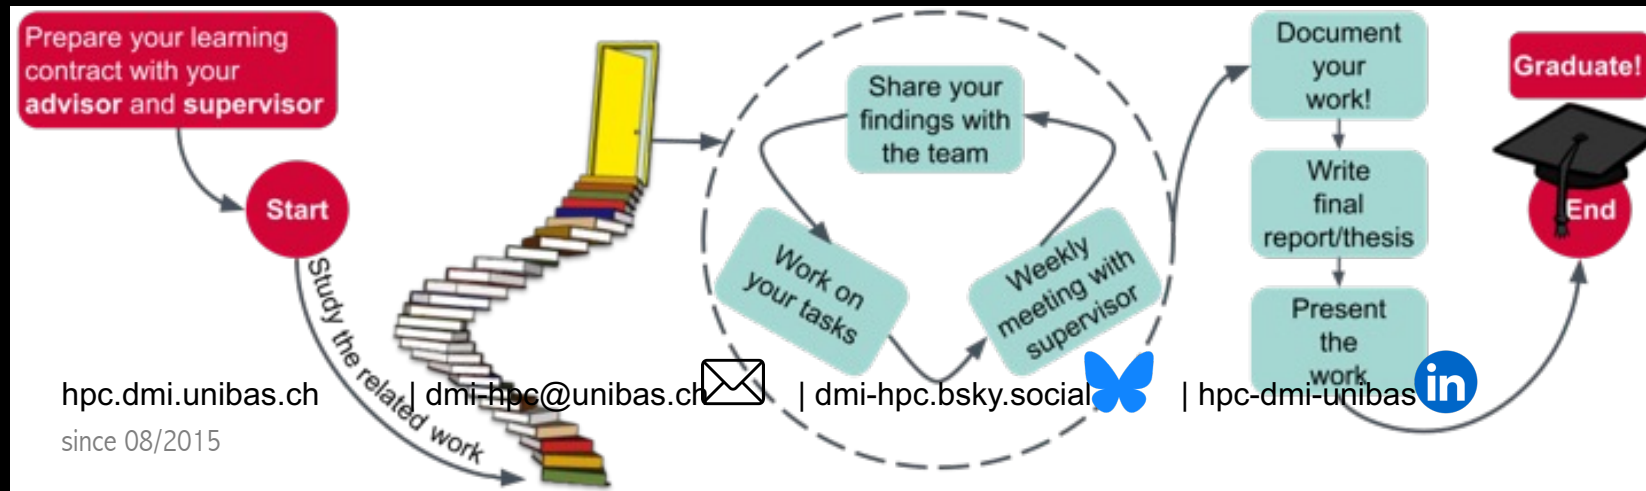 Prepare your learning
contract with your
advisor and supervisor
Start
Study the related work
Share your
findings with
the team
Work on
your tasks
Weekly
meeting with
supervisor
Document
your
work!
Write
final
report/thesis
Present
the
work
Graduate!
End
hpc.dmi.unibas.ch | dmi-hpc@unibas.ch | dmi-hpc.bsky.social | hpc-dmi-unibas in
since 08/2015